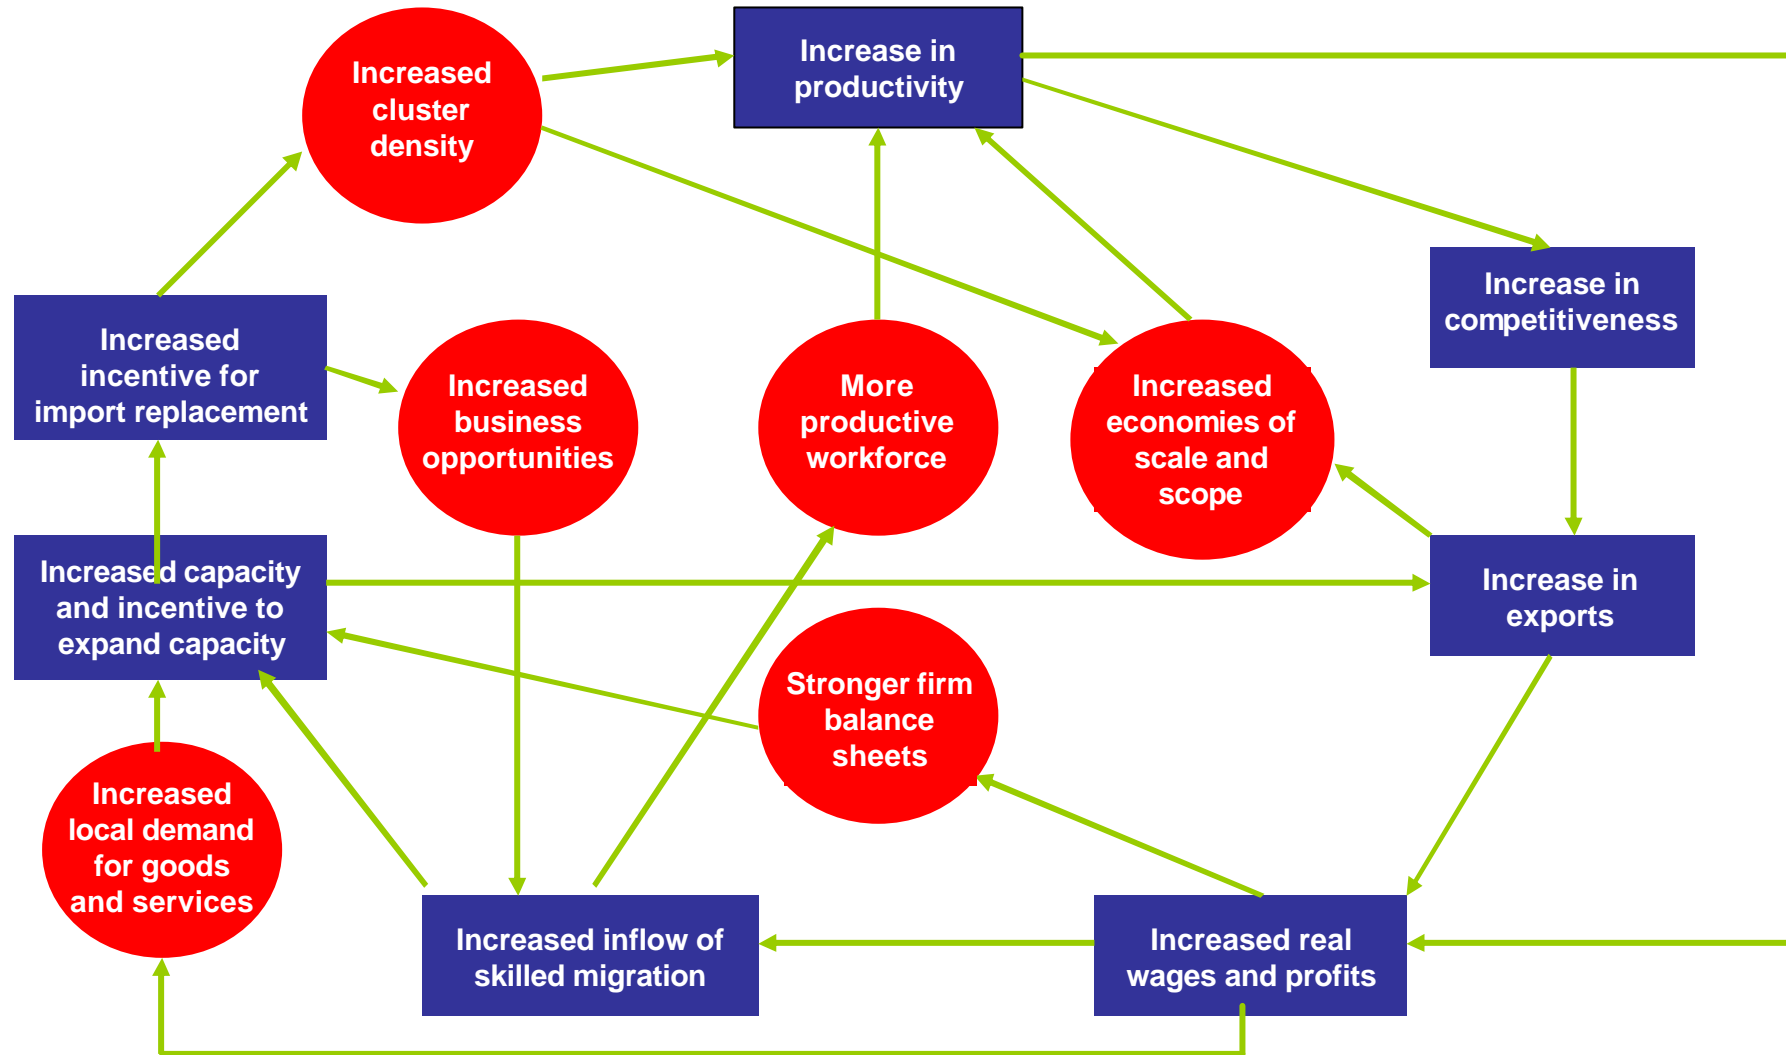 Increased
cluster
density
Increase in
productivity
Increase in
competitiveness
Increased
incentive for
import replacement
Increased
business
opportunities
More
productive
workforce
Increased
economies of
scale and
scope
Increased capacity
and incentive to
expand capacity
Increase in
exports
Stronger firm
balance
sheets
Increased
local demand
for goods
and services
Increased inflow of
skilled migration
Increased real
wages and profits